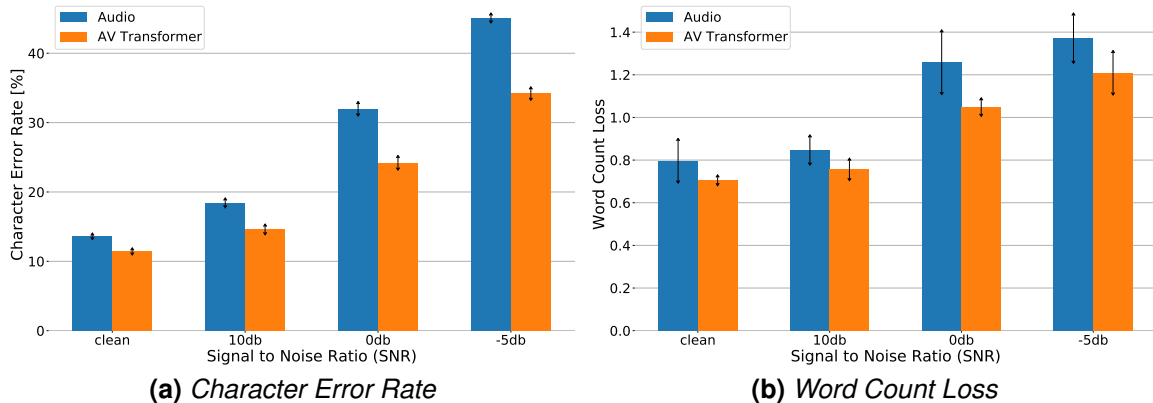 Audio
AV Transformer
Character Error Rate [%]
40
30
20
10
0
clean 10db 0db -5db
Signal to Noise Ratio (SNR)
(a) Character Error Rate
Audio
AV Transformer
Word Count Loss
1.4
1.2
1.0
0.8
0.6
0.4
0.2
0.0
clean 10db 0db -5db
Signal to Noise Ratio (SNR)
(b) Word Count Loss